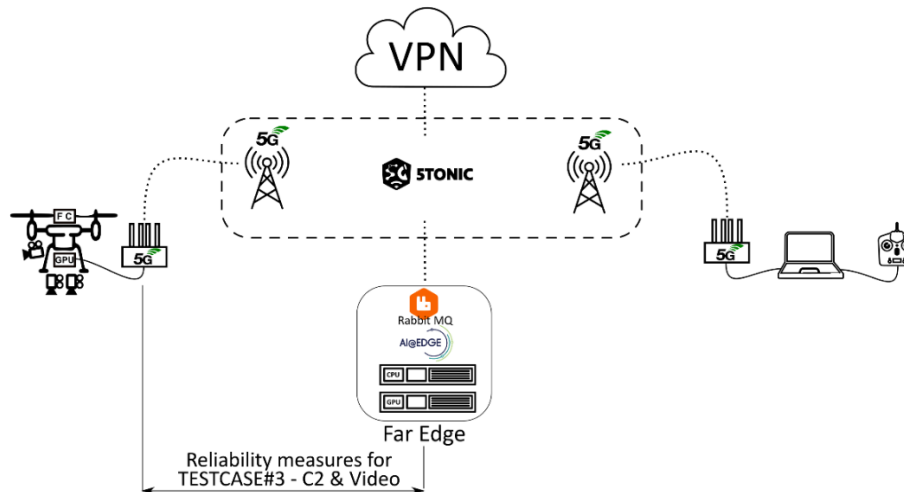 VPN
5G
5G
5TONIC
F C
GPU
5G
5G
Rabbit MQ
AI@EDGE
CPU
GPU
Far Edge
Reliability measures for
TESTCASE#3 - C2 & Video